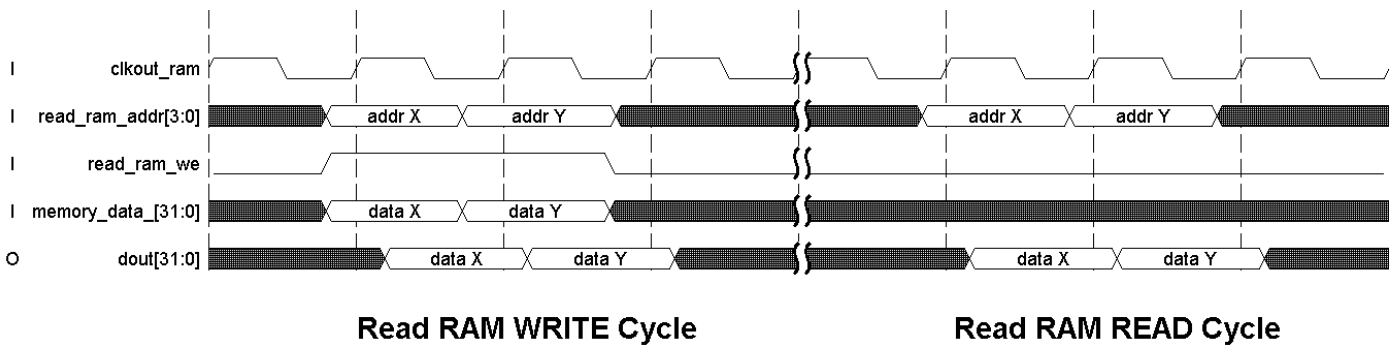 I clkout_ram
I read_ram_addr[3:0] addr X addr Y addr X addr Y
I read_ram_we
I memory_data_[31:0] data X data Y
O dout[31:0] data X data Y data X data Y
Read RAM WRITE Cycle Read RAM READ Cycle